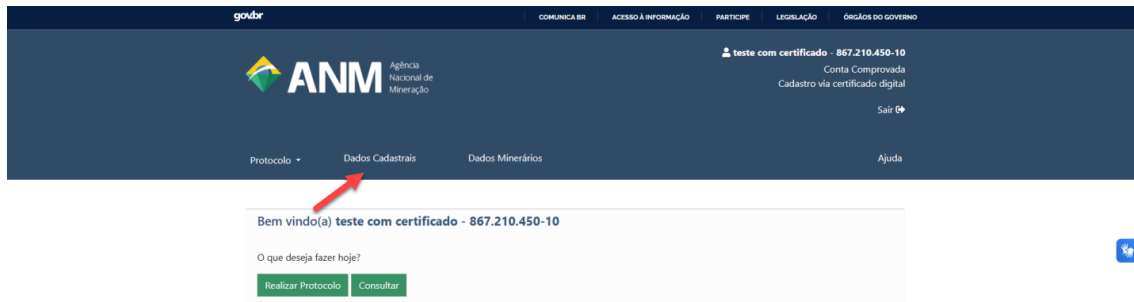 gov.br
COMUNICA BR ACESSO À INFORMAÇÃO PARTICIPE LEGISLAÇÃO ÓRGÃOS DO GOVERNO
ANM Agência Nacional de Mineração
teste com certificado - 867.210.450-10
Conta Comprovada
Cadastro via certificado digital
Sair
Protocolo Dados Cadastrais Dados Minerários Ajuda
Bem vindo(a) teste com certificado - 867.210.450-10
O que deseja fazer hoje?
Realizar Protocolo Consultar